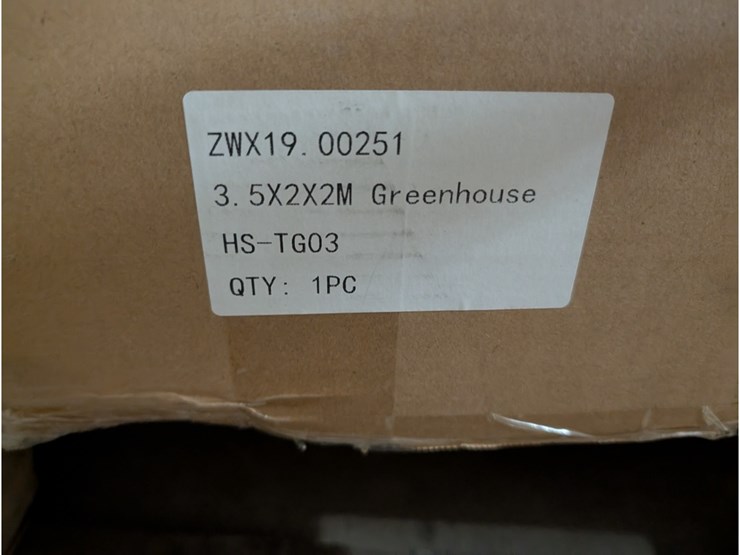 ZWX19.00251
3.5X2X2M Greenhouse
HS-TG03
QTY: 1PC